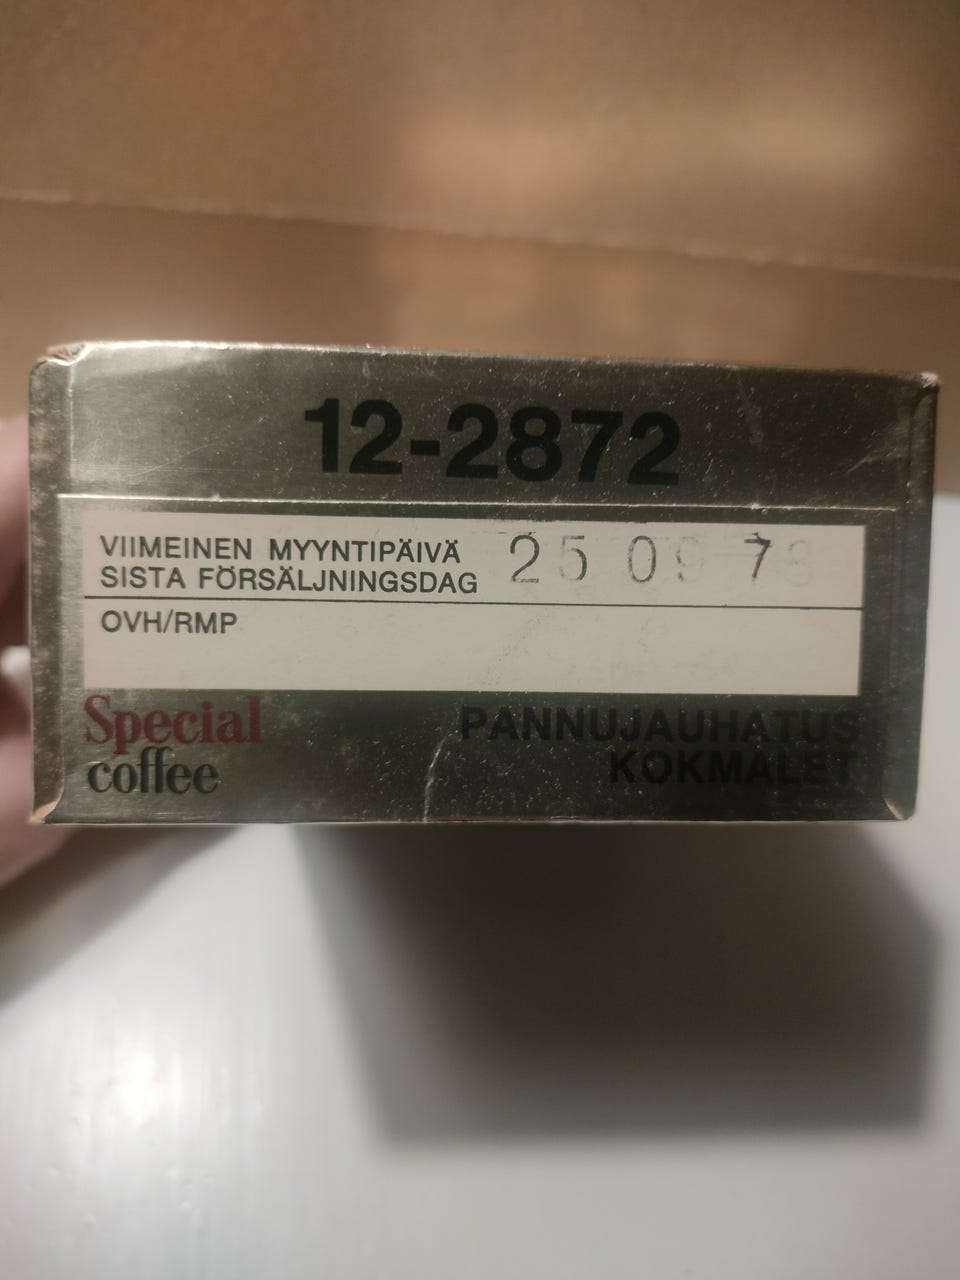 12-2872
VIIMEINEN MYYNTIPÄIVÄ
SISTA FÖRSÄLJNINGSDAG
25 09 78
OVH/RMP
Special
coffee
PANNUJAUHATUS
KOKMALET